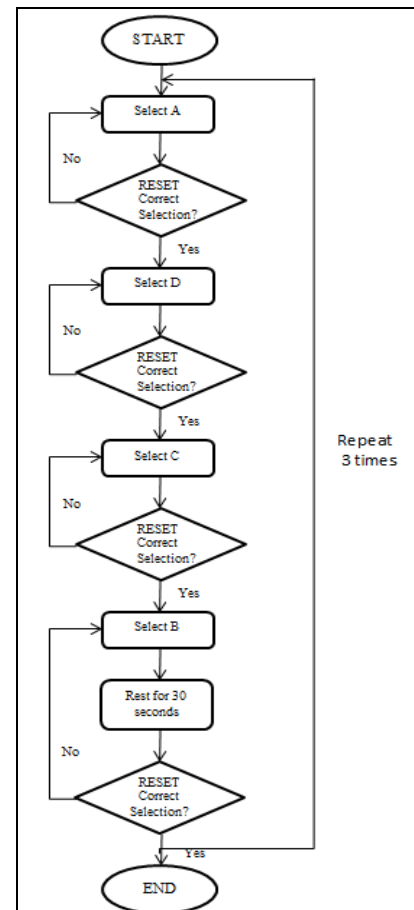 START
Select A
No
RESET
Correct
Selection?
Yes
Select D
No
RESET
Correct
Selection?
Yes
Select C
No
RESET
Correct
Selection?
Yes
Select B
Rest for 30
seconds
No
RESET
Correct
Selection?
Yes
END
Repeat
3 times